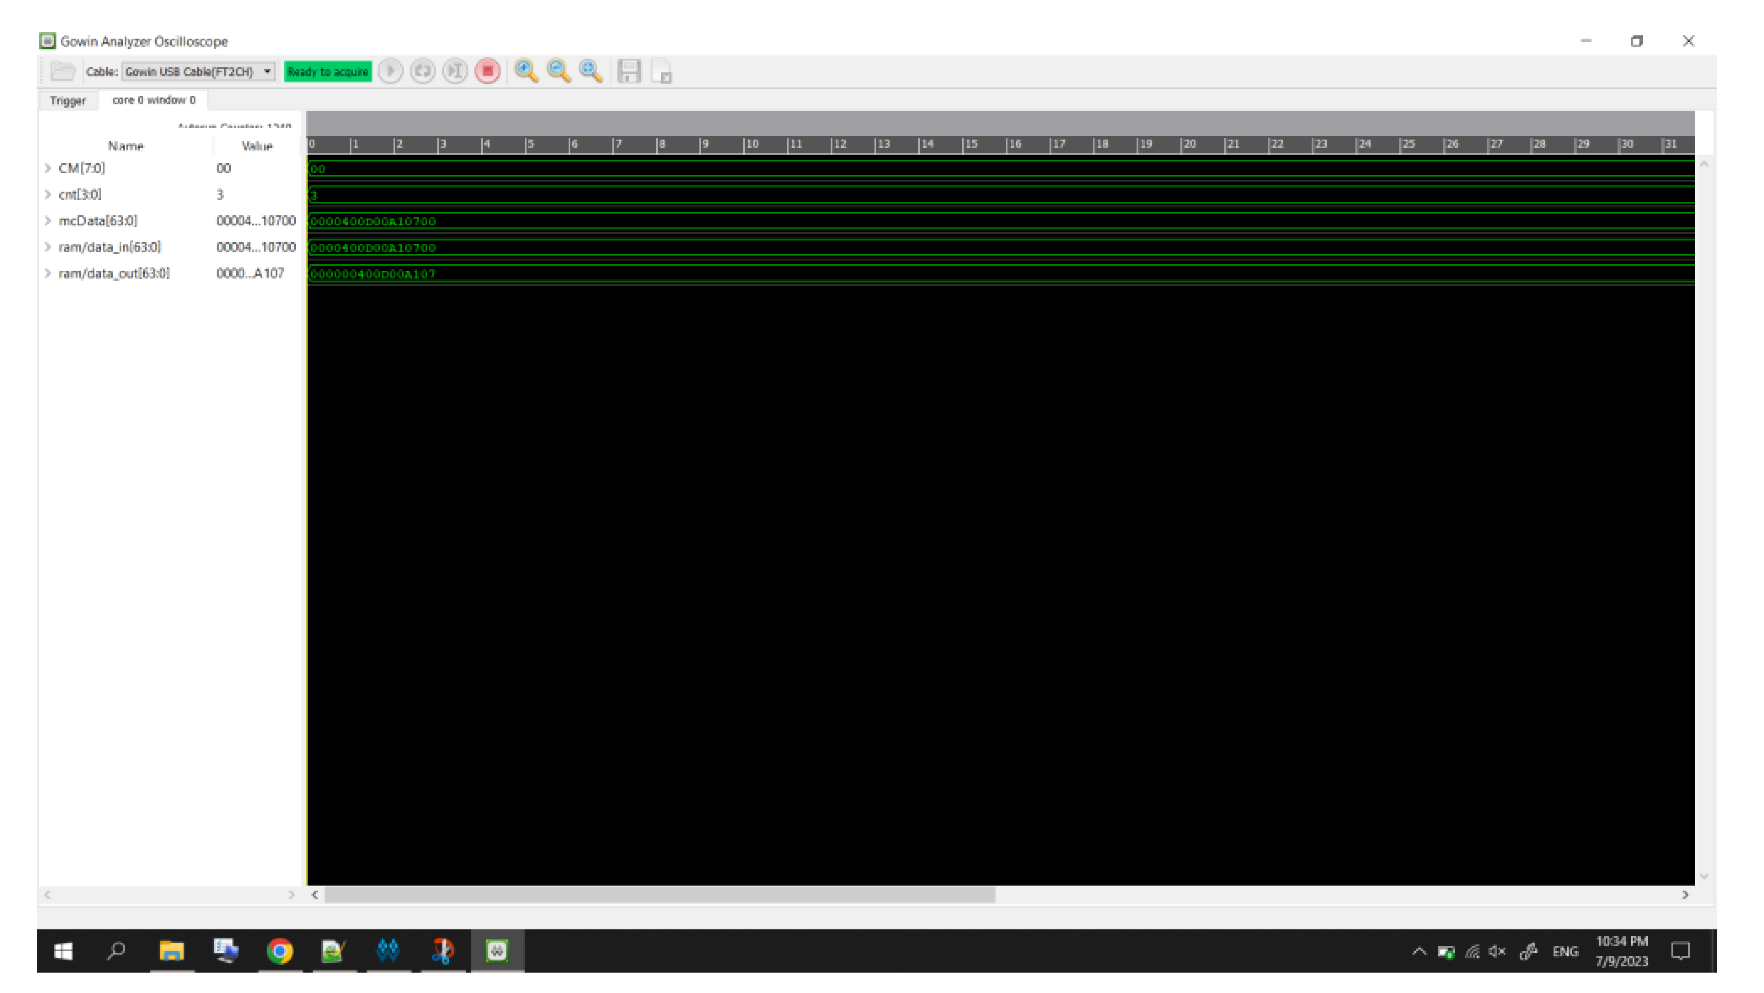 Gowin Analyzer Oscilloscope
Cable: Gowin USB Cable(FT2CH) Ready to acquire
Trigger core 0 window 0
Name Value 0 1 2 3 4 5 6 7 8 9 10 11 12 13 14 15 16 17 18 19 20 21 22 23 24 25 26 27 28 29 30 31
CM[7:0] 00 00
cnt[3:0] 3 3
mcData[63:0] 00004...10700 0000400D00A10700
ram/data_in[63:0] 00004...10700 0000400D00A10700
ram/data_out[63:0] 0000...A107 000000400D00A107
ENG 10:34 PM
7/9/2023